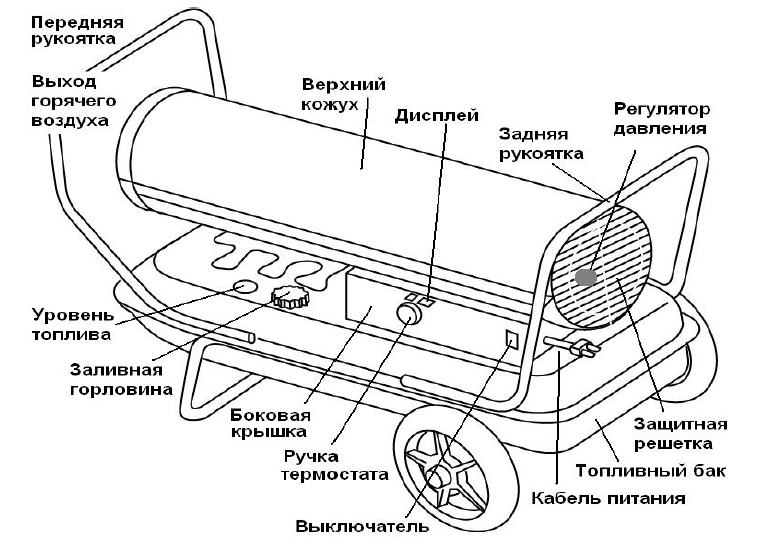 Передняя
рукоятка
Выход
горячего
воздуха
Верхний
кожух
Дисплей
Задняя
рукоятка
Регулятор
давления
Уровень
топлива
Заливная
горловина
Боковая
крышка
Ручка
термостата
Выключатель
Защитная
решетка
Топливный бак
Кабель питания